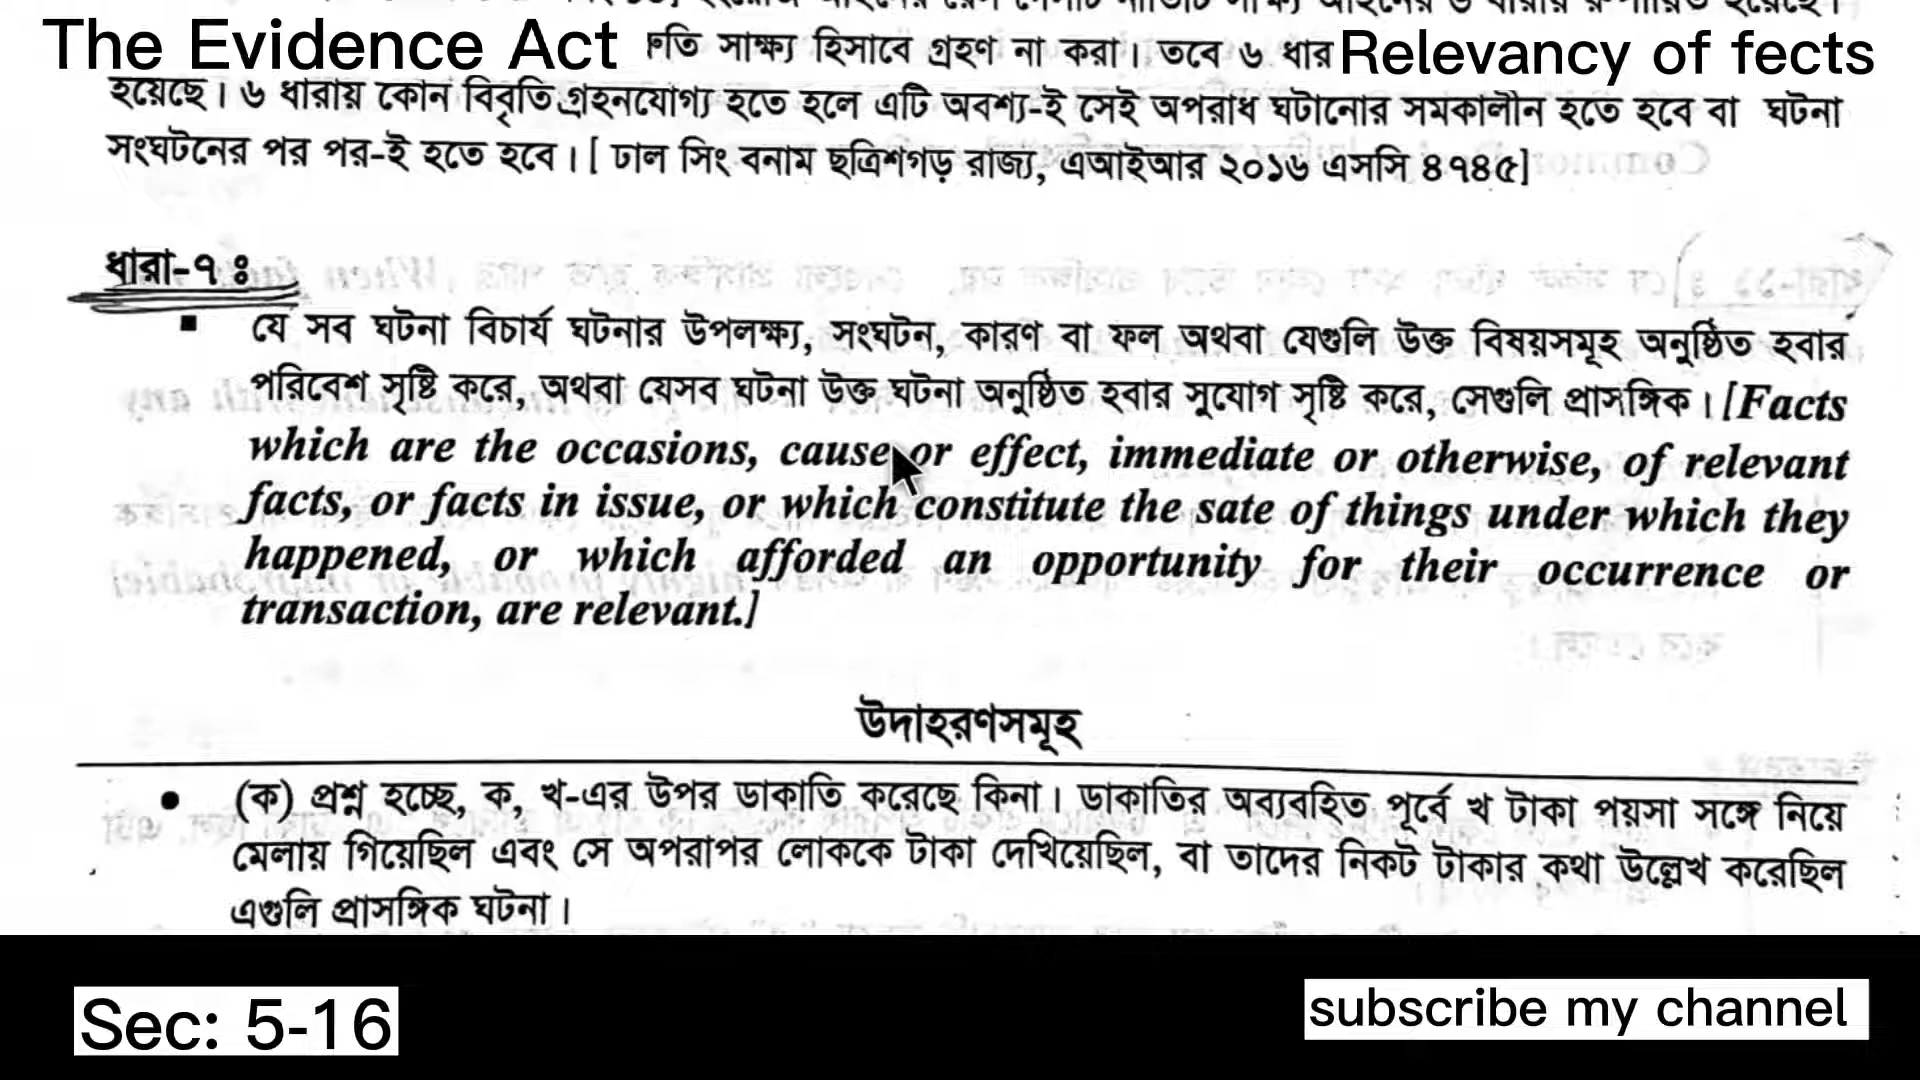 The Evidence Act
সাক্ষ্য হিসাবে গ্রহণ না করা। তবে ৬ ধার
Relevancy of fects
হয়েছে। ৬ ধারায় কোন বিবৃতি গ্রহনযোগ্য হতে হলে এটি অবশ্য-ই সেই অপরাধ ঘটানোর সমকালীন হতে হবে বা ঘটনা
সংঘটনের পর পর-ই হতে হবে। [ ঢাল সিং বনাম ছত্রিশগড় রাজ্য, এআইআর ২০১৬ এসসি ৪৭৪৫]
ধারা-৭ ঃ
▪ যে সব ঘটনা বিচার্য ঘটনার উপলক্ষ্য, সংঘটন, কারণ বা ফল অথবা যেগুলি উক্ত বিষয়সমূহ অনুষ্ঠিত হবার
পরিবেশ সৃষ্টি করে, অথবা যেসব ঘটনা উক্ত ঘটনা অনুষ্ঠিত হবার সুযোগ সৃষ্টি করে, সেগুলি প্রাসঙ্গিক। [Facts
which are the occasions, cause or effect, immediate or otherwise, of relevant
facts, or facts in issue, or which constitute the sate of things under which they
happened, or which afforded an opportunity for their occurrence or
transaction, are relevant.]
উদাহরণসমূহ
• (ক) প্রশ্ন হচ্ছে, ক, খ-এর উপর ডাকাতি করেছে কিনা। ডাকাতির অব্যবহিত পূর্বে খ টাকা পয়সা সঙ্গে নিয়ে
মেলায় গিয়েছিল এবং সে অপরাপর লোককে টাকা দেখিয়েছিল, বা তাদের নিকট টাকার কথা উল্লেখ করেছিল
এগুলি প্রাসঙ্গিক ঘটনা।
Sec: 5-16
subscribe my channel